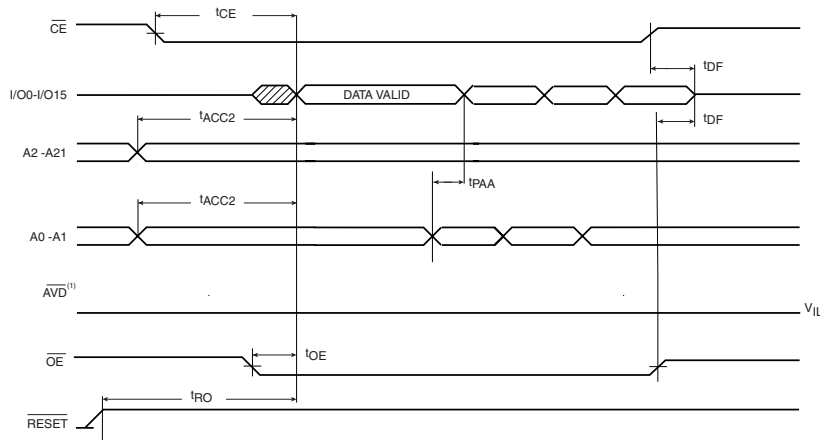 tCE
CE
tDF
I/O0-I/O15
DATA VALID
tACC2
tDF
A2 -A21
tPAA
tACC2
A0 -A1
AVD(1)
VIL
OE
tOE
tRO
RESET